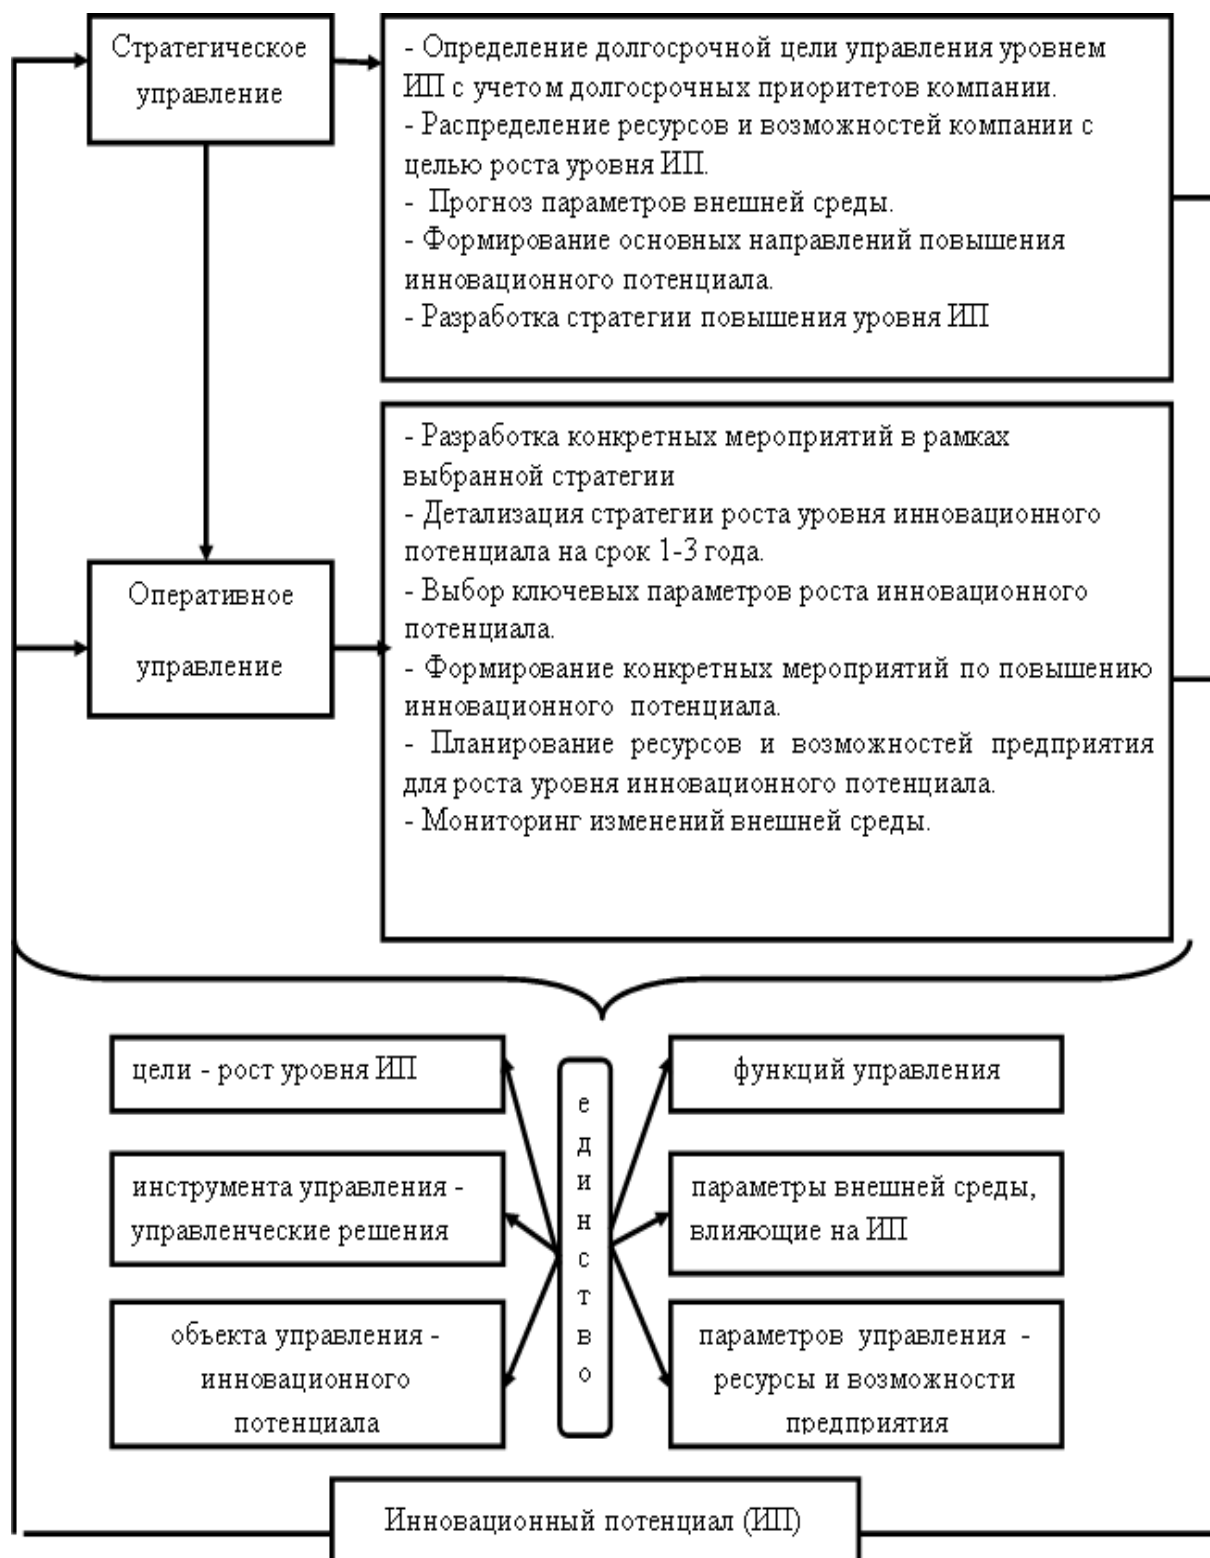 Стратегическое
управление
- Определение долгосрочной цели управления уровнем
ИП с учетом долгосрочных приоритетов компании.
- Распределение ресурсов и возможностей компании с
целью роста уровня ИП.
- Прогноз параметров внешней среды.
- Формирование основных направлений повышения
инновационного потенциала.
- Разработка стратегии повышения уровня ИП
Оперативное
управление
- Разработка конкретных мероприятий в рамках
выбранной стратегии
- Детализация стратегии роста уровня инновационного
потенциала на срок 1-3 года.
- Выбор ключевых параметров роста инновационного
потенциала.
- Формирование конкретных мероприятий по повышению
инновационного потенциала.
- Планирование ресурсов и возможностей предприятия
для роста уровня инновационного потенциала.
- Мониторинг изменений внешней среды.
цели - рост уровня ИП
инструмента управления -
управленческие решения
объекта управления -
инновационного
потенциала
е
д
и
н
с
т
в
о
функций управления
параметры внешней среды,
влияющие на ИП
параметров управления -
ресурсы и возможности
предприятия
Инновационный потенциал (ИП)